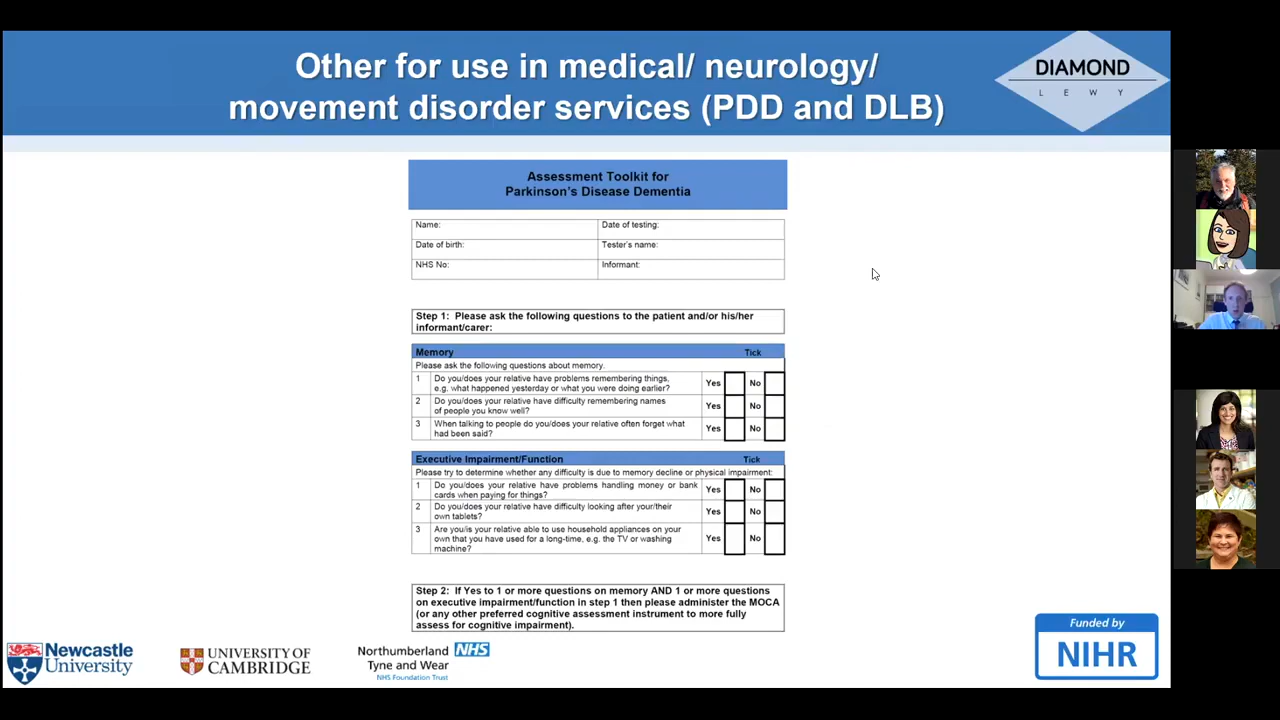 Other for use in medical/ neurology/
movement disorder services (PDD and DLB)
DIAMOND
L E W Y
Assessment Toolkit for
Parkinson's Disease Dementia
Name:
Date of testing:
Date of birth:
Tester's name:
NHS No:
Informant:
Step 1: Please ask the following questions to the patient and/or his/her
informant/carer:
Memory Tick
Please ask the following questions about memory.
1 Do you/does your relative have problems remembering things,
e.g. what happened yesterday or what you were doing earlier?
Yes No
2 Do you/does your relative have difficulty remembering names
of people you know well?
Yes No
3 When talking to people do you/does your relative often forget what
had been said?
Yes No
Executive Impairment/Function Tick
Please try to determine whether any difficulty is due to memory decline or physical impairment:
1 Do you/does your relative have problems handling money or bank
cards when paying for things?
Yes No
2 Do you/does your relative have difficulty looking after your/their
own tablets?
Yes No
3 Are you/is your relative able to use household appliances on your
own that you have used for a long-time, e.g. the TV or washing
machine?
Yes No
Step 2: If Yes to 1 or more questions on memory AND 1 or more questions
on executive impairment/function in step 1 then please administer the MOCA
(or any other preferred cognitive assessment instrument to more fully
assess for cognitive impairment).
Newcastle
University
UNIVERSITY OF
CAMBRIDGE
Northumberland
Tyne and Wear
NHS
NHS Foundation Trust
Funded by
NIHR